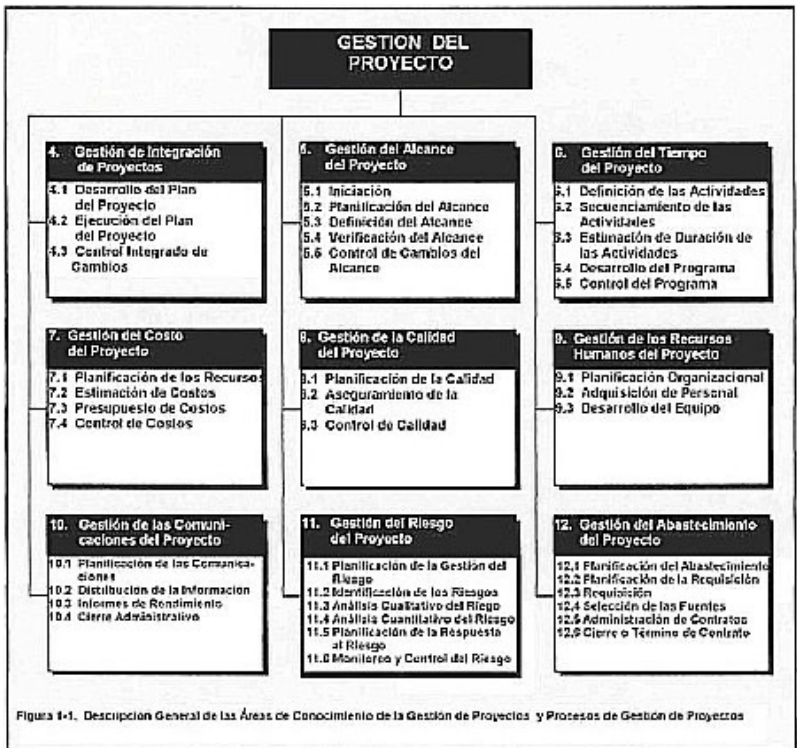 GESTION DEL
PROYECTO
4. Gestión de Integración
de Proyectos
4.1 Desarrollo del Plan
del Proyecto
4.2 Ejecución del Plan
del Proyecto
4.3 Control Integrado de
Cambios
5. Gestión del Alcance
del Proyecto
5.1 Iniciación
5.2 Planificación del Alcance
5.3 Definición del Alcance
5.4 Verificación del Alcance
5.5 Control de Cambios del
Alcance
6. Gestión del Tiempo
del Proyecto
6.1 Definición de las Actividades
6.2 Secuenciamiento de las
Actividades
6.3 Estimación de Duración de
las Actividades
6.4 Desarrollo del Programa
6.5 Control del Programa
7. Gestión del Costo
del Proyecto
7.1 Planificación de los Recursos
7.2 Estimación de Costos
7.3 Presupuesto de Costos
7.4 Control de Costos
8. Gestión de la Calidad
del Proyecto
8.1 Planificación de la Calidad
8.2 Aseguramiento de la
Calidad
8.3 Control de Calidad
9. Gestión de los Recursos
Humanos del Proyecto
9.1 Planificación Organizacional
9.2 Adquisición de Personal
9.3 Desarrollo del Equipo
10. Gestión de las Comuni-
caciones del Proyecto
10.1 Planificación de las Comunica-
ciones
10.2 Distribución de la Información
10.3 Informes de Rendimiento
10.4 Cierre Administrativo
11. Gestión del Riesgo
del Proyecto
11.1 Planificación de la Gestión del
Riesgo
11.2 Identificación de los Riesgos
11.3 Análisis Cualitativo del Riego
11.4 Análisis Cuantitativo del Riesgo
11.5 Planificación de la Respuesta
al Riesgo
11.6 Monitoreo y Control del Riesgo
12. Gestión del Abastecimiento
del Proyecto
12.1 Planificación del Abastecimiento
12.2 Planificación de la Requisición
12.3 Requisición
12.4 Selección de las Fuentes
12.5 Administración de Contratos
12.6 Cierre o Término de Contrato
Figura 1-1. Descripción General de las Áreas de Conocimiento de la Gestión de Proyectos y Procesos de Gestión de Proyectos